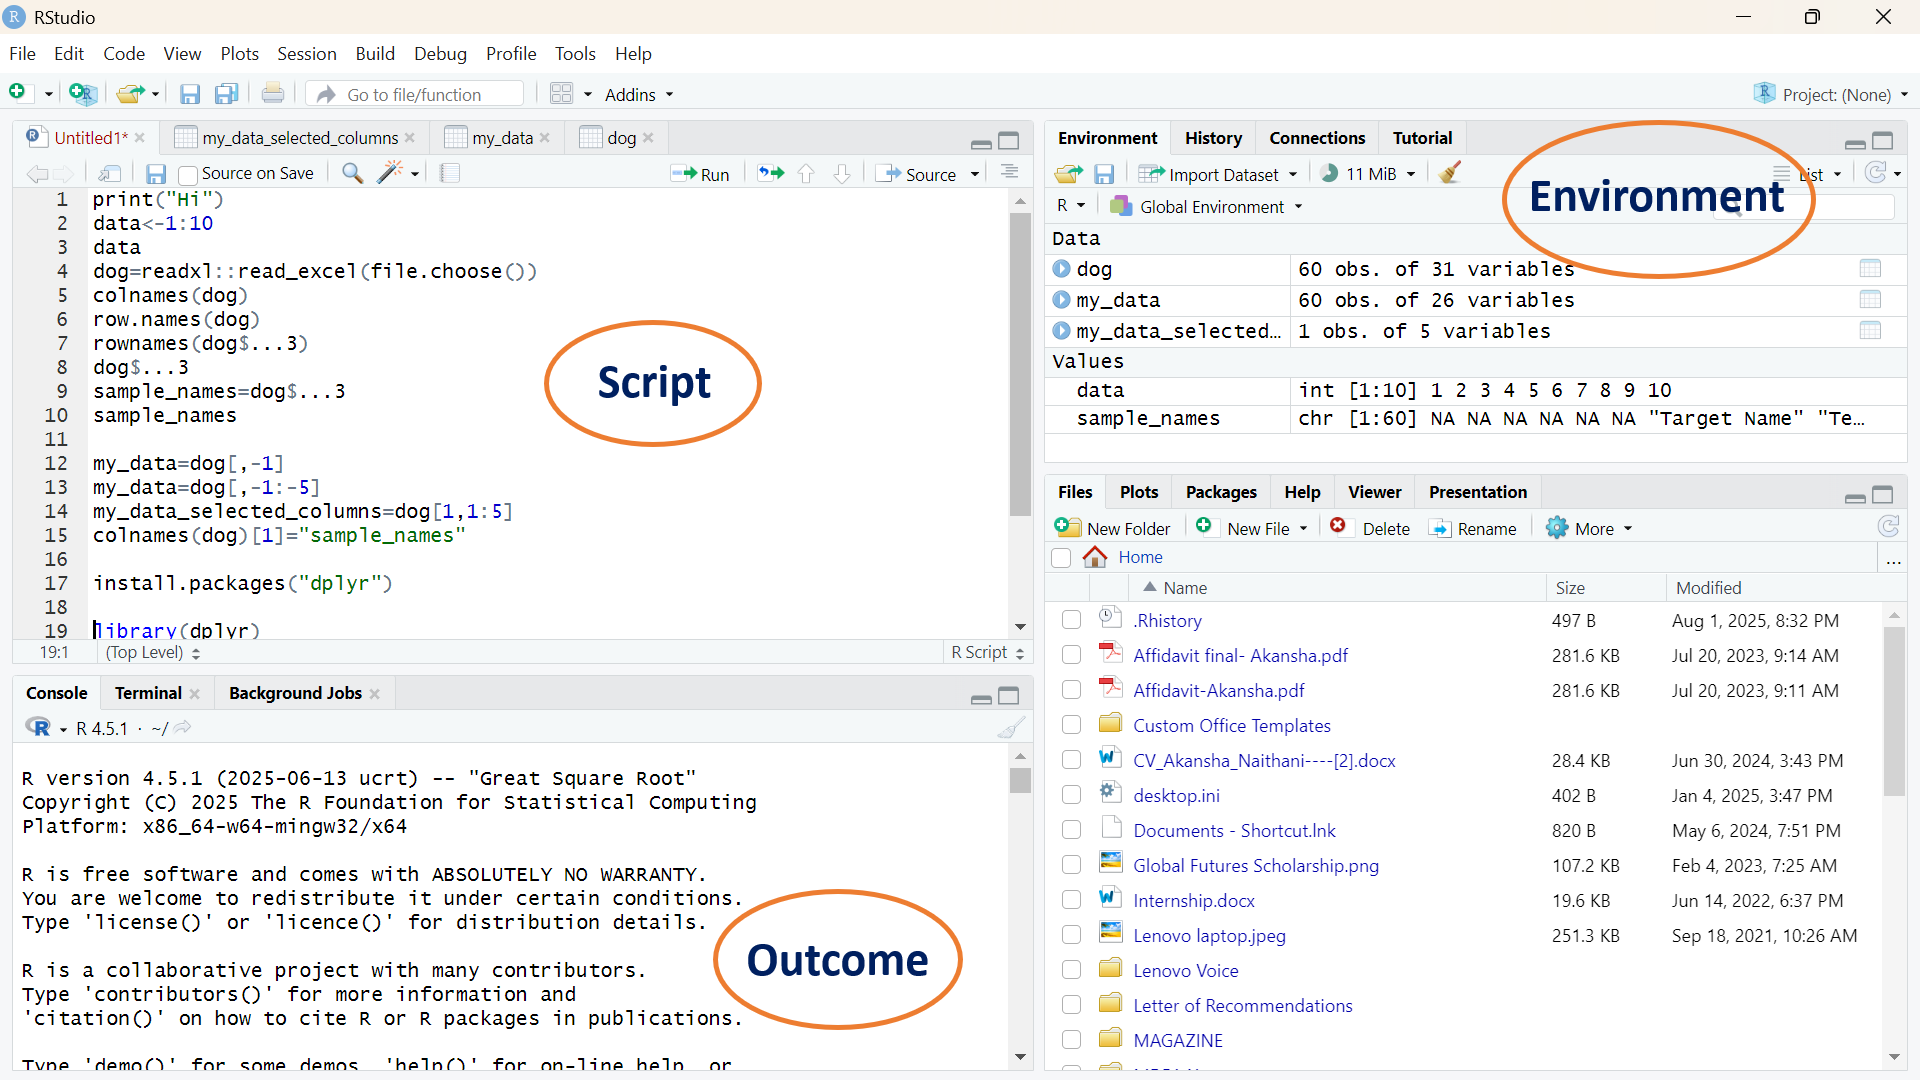 RStudio
File Edit Code View Plots Session Build Debug Profile Tools Help
Go to file/function Addins Project: (None)
Untitled1* my_data_selected_columns my_data dog
Source on Save Run Source
1 print("Hi")
2 data<-1:10
3 data
4 dog=readxl::read_excel(file.choose())
5 colnames(dog)
6 row.names(dog)
7 rownames(dog$...3)
8 dog$...3
9 sample_names=dog$...3
10 sample_names
11
12 my_data=dog[,-1]
13 my_data=dog[,-1:-5]
14 my_data_selected_columns=dog[1,1:5]
15 colnames(dog)[1]="sample_names"
16
17 install.packages("dplyr")
18
19 library(dplyr)
19:1 (Top Level) R Script
Script
Console Terminal Background Jobs
R 4.5.1 · ~/
R version 4.5.1 (2025-06-13 ucrt) -- "Great Square Root"
Copyright (C) 2025 The R Foundation for Statistical Computing
Platform: x86_64-w64-mingw32/x64
R is free software and comes with ABSOLUTELY NO WARRANTY.
You are welcome to redistribute it under certain conditions.
Type 'license()' or 'licence()' for distribution details.
R is a collaborative project with many contributors.
Type 'contributors()' for more information and
'citation()' on how to cite R or R packages in publications.
Type 'demo()' for some demos, 'help()' for on-line help, or
Outcome
Environment History Connections Tutorial
Import Dataset 11 MiB List
R Global Environment
Environment
Data
dog 60 obs. of 31 variables
my_data 60 obs. of 26 variables
my_data_selected... 1 obs. of 5 variables
Values
data int [1:10] 1 2 3 4 5 6 7 8 9 10
sample_names chr [1:60] NA NA NA NA NA NA "Target Name" "Te...
Files Plots Packages Help Viewer Presentation
New Folder New File Delete Rename More
Home ...
Name Size Modified
.Rhistory 497 B Aug 1, 2025, 8:32 PM
Affidavit final- Akansha.pdf 281.6 KB Jul 20, 2023, 9:14 AM
Affidavit-Akansha.pdf 281.6 KB Jul 20, 2023, 9:11 AM
Custom Office Templates
CV_Akansha_Naithani----[2].docx 28.4 KB Jun 30, 2024, 3:43 PM
desktop.ini 402 B Jan 4, 2025, 3:47 PM
Documents - Shortcut.lnk 820 B May 6, 2024, 7:51 PM
Global Futures Scholarship.png 107.2 KB Feb 4, 2023, 7:25 AM
Internship.docx 19.6 KB Jun 14, 2022, 6:37 PM
Lenovo laptop.jpeg 251.3 KB Sep 18, 2021, 10:26 AM
Lenovo Voice
Letter of Recommendations
MAGAZINE